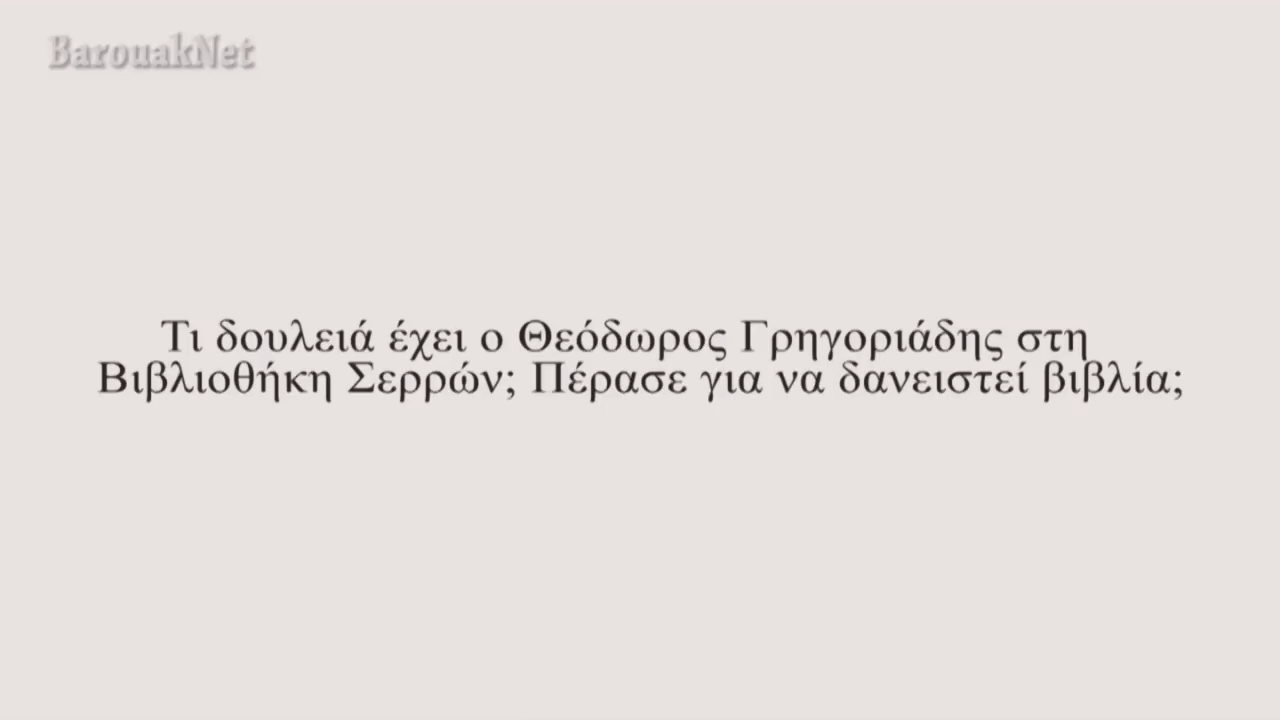 BarouakNet
Τι δουλειά έχει ο Θεόδωρος Γρηγοριάδης στη
Βιβλιοθήκη Σερρών; Πέρασε για να δανειστεί βιβλία;